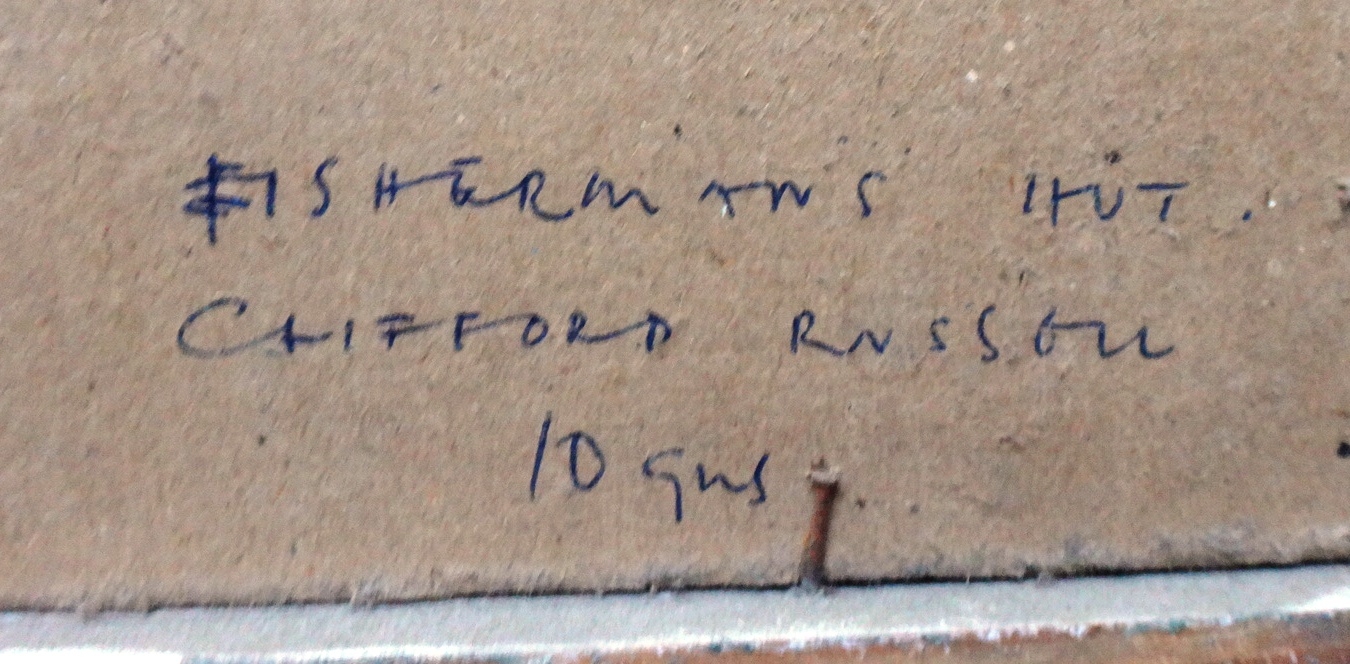 FISHERMANS HUT.
CLIFFORD RUSSELL
10 gns